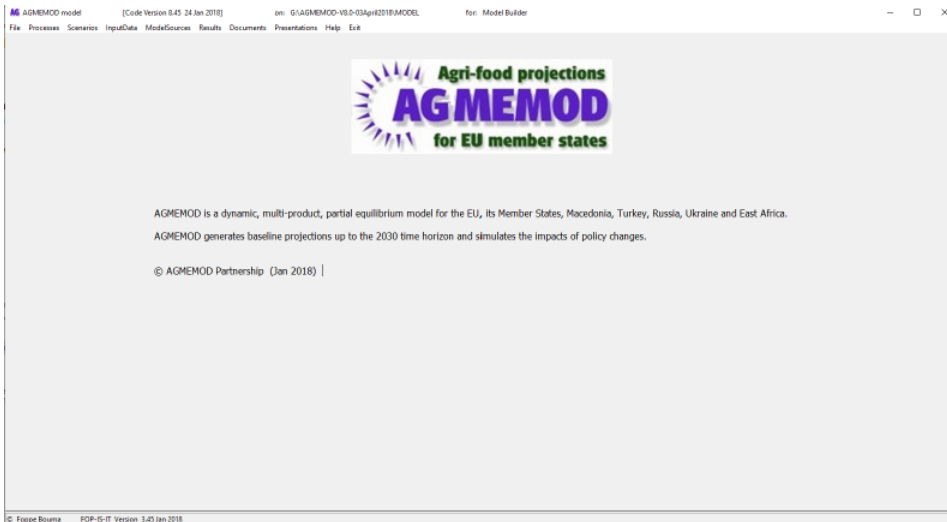 AGMEMOD model [Code Version 8.45 24 Jan 2018] on: G:\AGMEMOD-V8.0-03April2018\MODEL for: Model Builder
File Processes Scenarios InputData ModelSources Results Documents Presentations Help Exit
Agri-food projections
AGMEMOD
for EU member states
AGMEMOD is a dynamic, multi-product, partial equilibrium model for the EU, its Member States, Macedonia, Turkey, Russia, Ukraine and East Africa.
AGMEMOD generates baseline projections up to the 2030 time horizon and simulates the impacts of policy changes.
© AGMEMOD Partnership (Jan 2018)
© Foppe Bouma FOP-IS-IT Version 3.45 Jan 2018